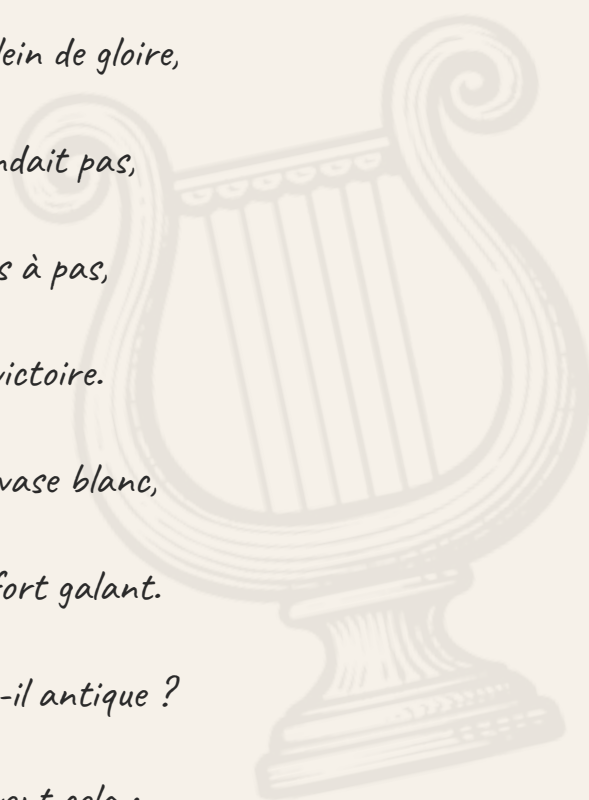 lein de gloire,
ndait pas,
s à pas,
victoire.
vase blanc,
fort galant.
-il antique ?